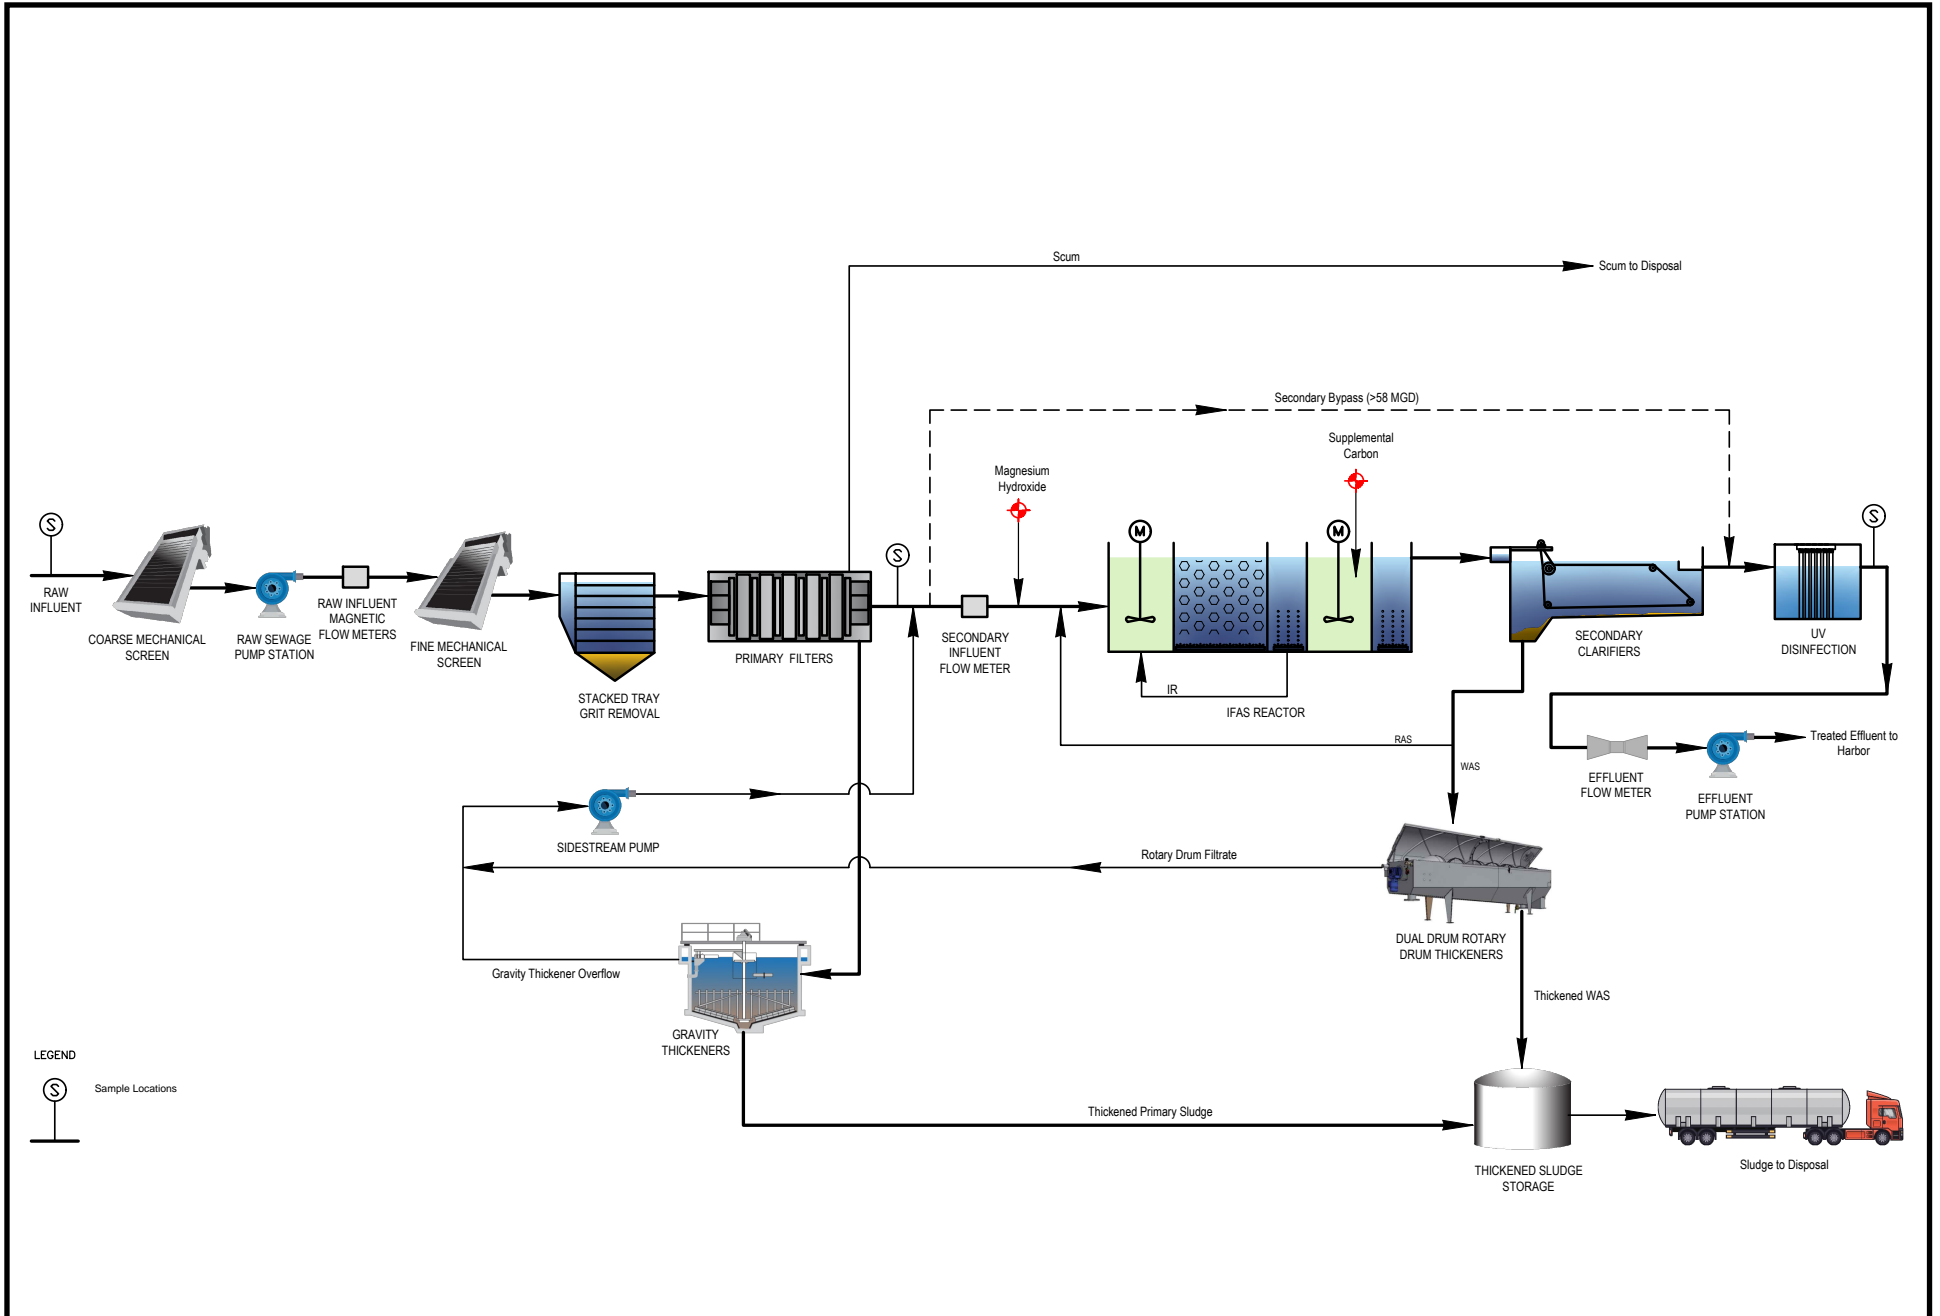 Scum
Scum to Disposal
Secondary Bypass (>58 MGD)
Supplemental
Carbon
Magnesium
Hydroxide
S
S
S
M
M
RAW
INFLUENT
COARSE MECHANICAL
SCREEN
RAW SEWAGE
PUMP STATION
RAW INFLUENT
MAGNETIC
FLOW METERS
FINE MECHANICAL
SCREEN
STACKED TRAY
GRIT REMOVAL
PRIMARY FILTERS
SECONDARY
INFLUENT
FLOW METER
IR
IFAS REACTOR
SECONDARY
CLARIFIERS
UV
DISINFECTION
RAS
WAS
Treated Effluent to
Harbor
EFFLUENT
FLOW METER
EFFLUENT
PUMP STATION
SIDESTREAM PUMP
Rotary Drum Filtrate
DUAL DRUM ROTARY
DRUM THICKENERS
Gravity Thickener Overflow
GRAVITY
THICKENERS
Thickened WAS
Thickened Primary Sludge
THICKENED SLUDGE
STORAGE
Sludge to Disposal
LEGEND
S
Sample Locations